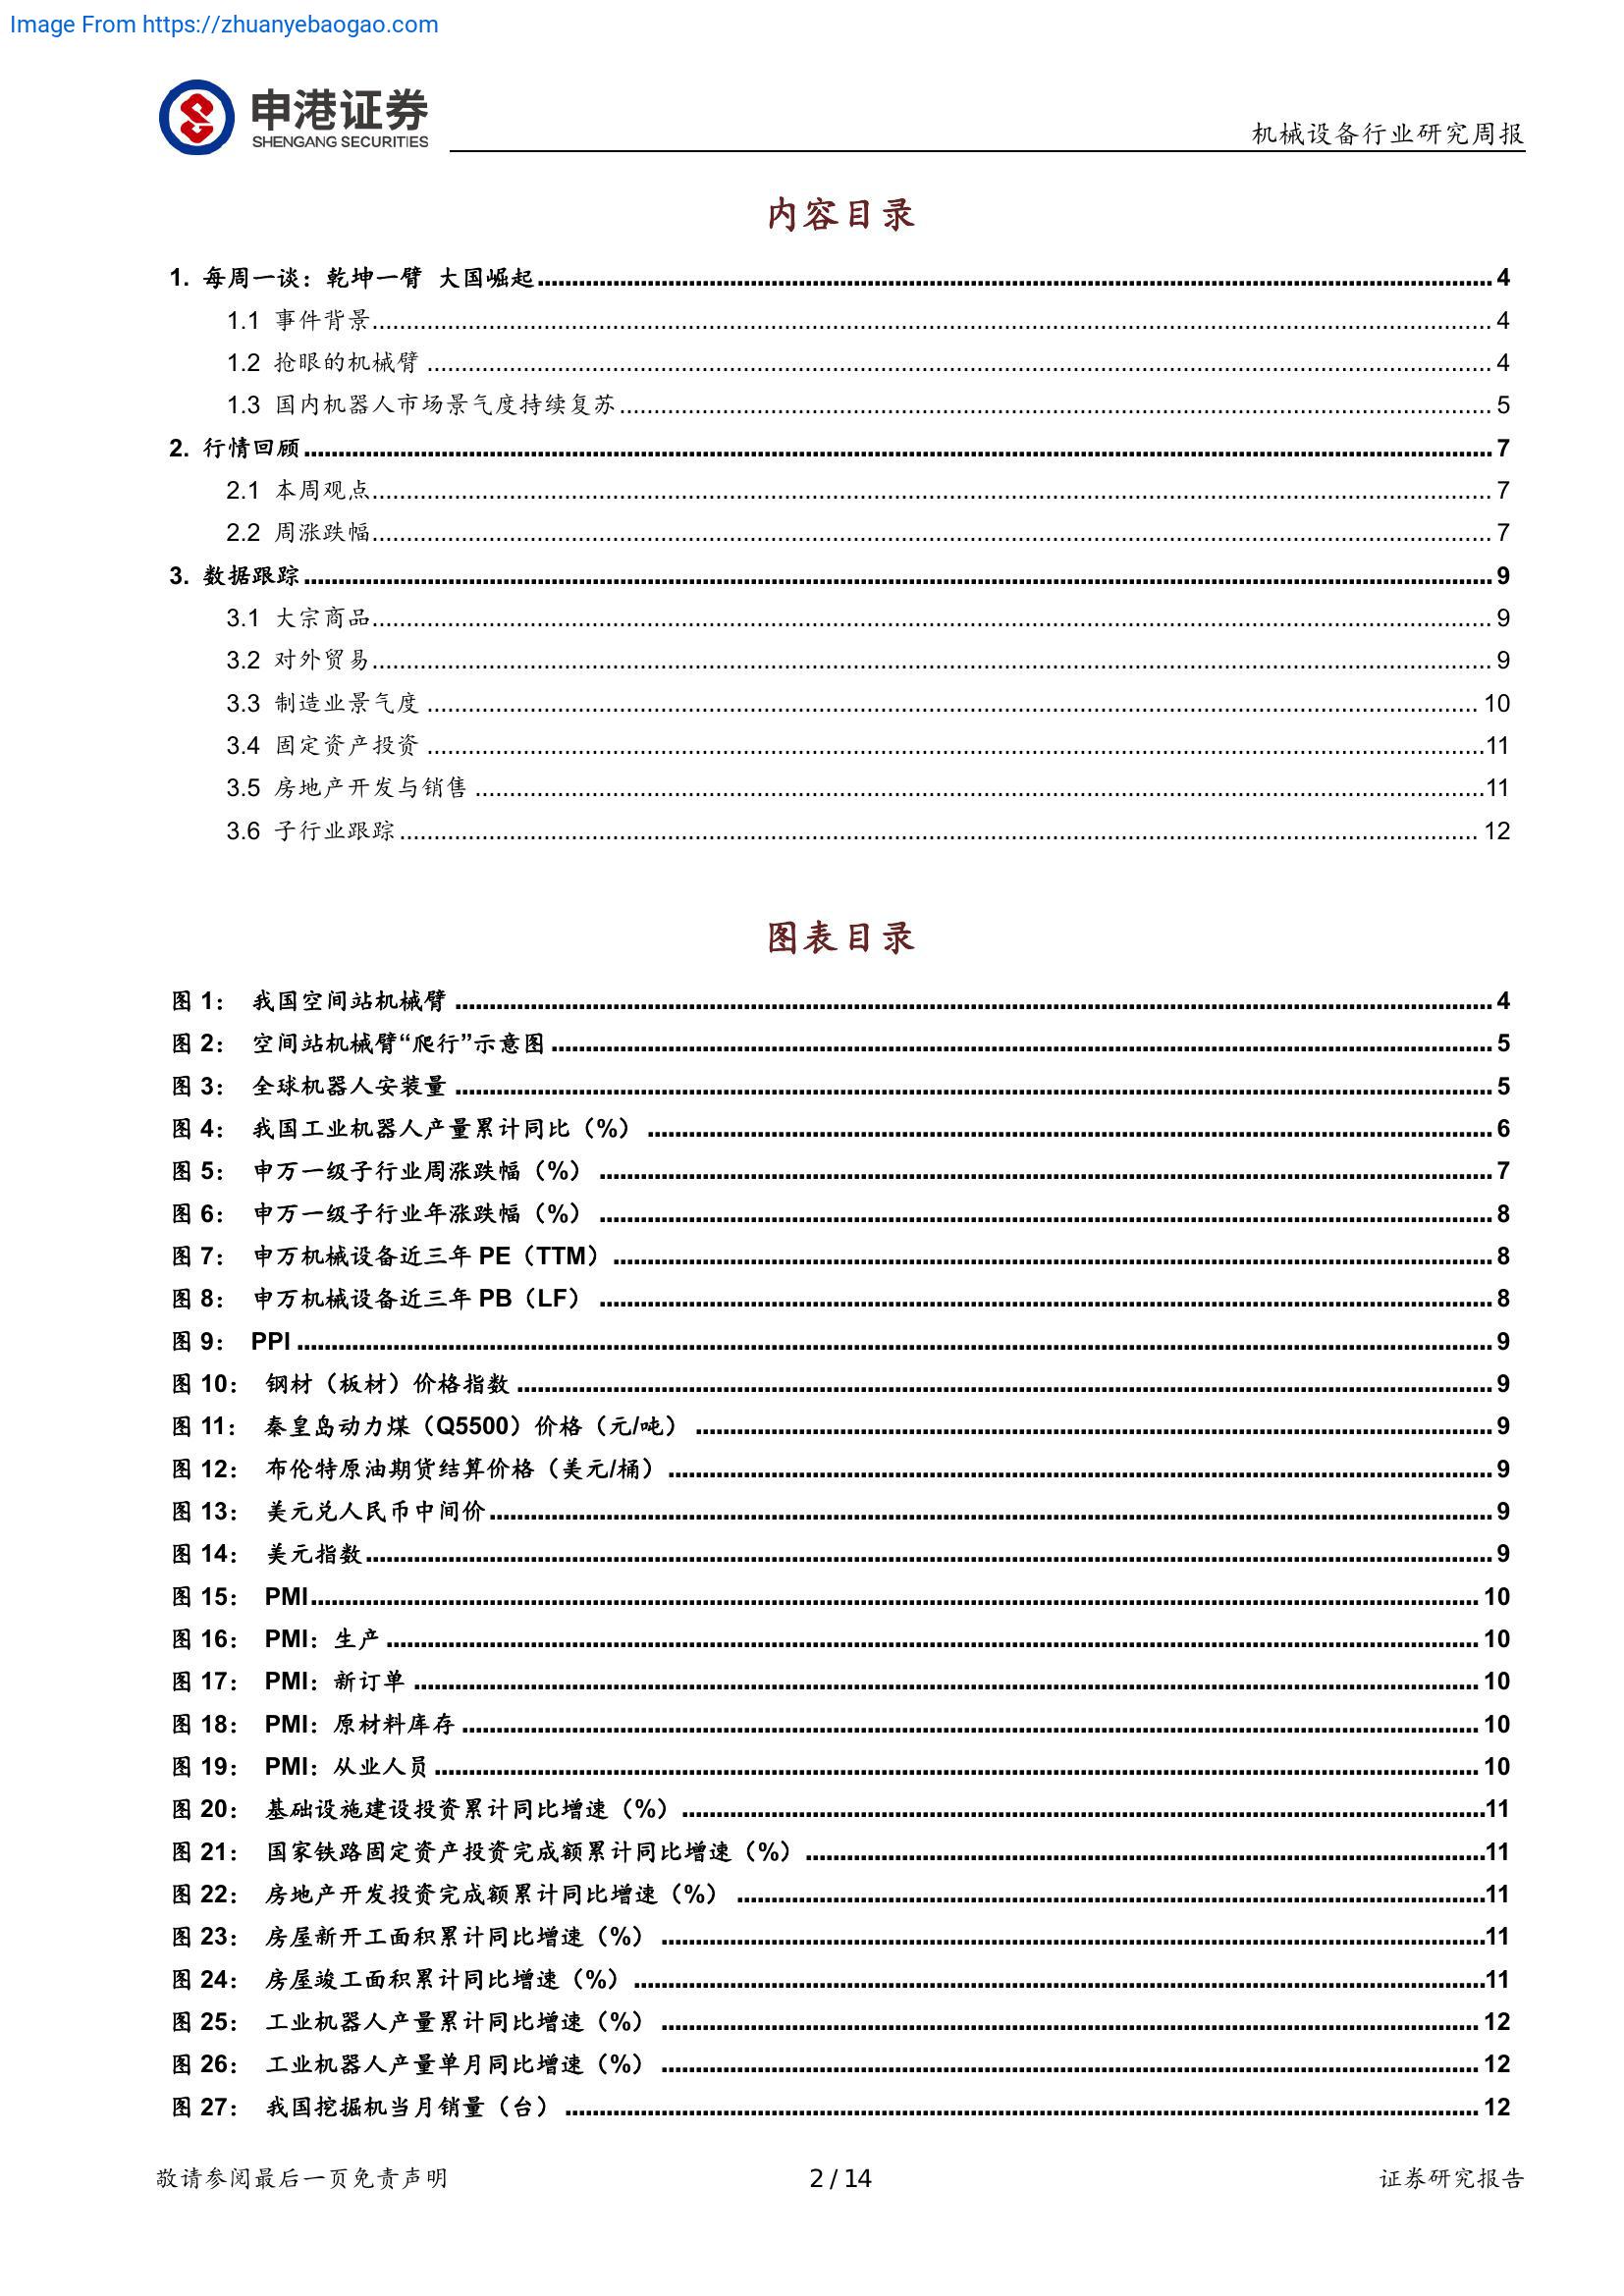 Image From https://zhuanyebaogao.com
申港证券
SHENGANG SECURITIES
机械设备行业研究周报
内容目录
1. 每周一谈：乾坤一臂 大国崛起 4
1.1 事件背景 4
1.2 抢眼的机械臂 4
1.3 国内机器人市场景气度持续复苏 5
2. 行情回顾 7
2.1 本周观点 7
2.2 周涨跌幅 7
3. 数据跟踪 9
3.1 大宗商品 9
3.2 对外贸易 9
3.3 制造业景气度 10
3.4 固定资产投资 11
3.5 房地产开发与销售 11
3.6 子行业跟踪 12
图表目录
图 1： 我国空间站机械臂 4
图 2： 空间站机械臂“爬行”示意图 5
图 3： 全球机器人安装量 5
图 4： 我国工业机器人产量累计同比（%） 6
图 5： 申万一级子行业周涨跌幅（%） 7
图 6： 申万一级子行业年涨跌幅（%） 8
图 7： 申万机械设备近三年 PE（TTM） 8
图 8： 申万机械设备近三年 PB（LF） 8
图 9： PPI 9
图 10： 钢材（板材）价格指数 9
图 11： 秦皇岛动力煤（Q5500）价格（元/吨） 9
图 12： 布伦特原油期货结算价格（美元/桶） 9
图 13： 美元兑人民币中间价 9
图 14： 美元指数 9
图 15： PMI 10
图 16： PMI：生产 10
图 17： PMI：新订单 10
图 18： PMI：原材料库存 10
图 19： PMI：从业人员 10
图 20： 基础设施建设投资累计同比增速（%） 11
图 21： 国家铁路固定资产投资完成额累计同比增速（%） 11
图 22： 房地产开发投资完成额累计同比增速（%） 11
图 23： 房屋新开工面积累计同比增速（%） 11
图 24： 房屋竣工面积累计同比增速（%） 11
图 25： 工业机器人产量累计同比增速（%） 12
图 26： 工业机器人产量单月同比增速（%） 12
图 27： 我国挖掘机当月销量（台） 12
敬请参阅最后一页免责声明
2 / 14
证券研究报告